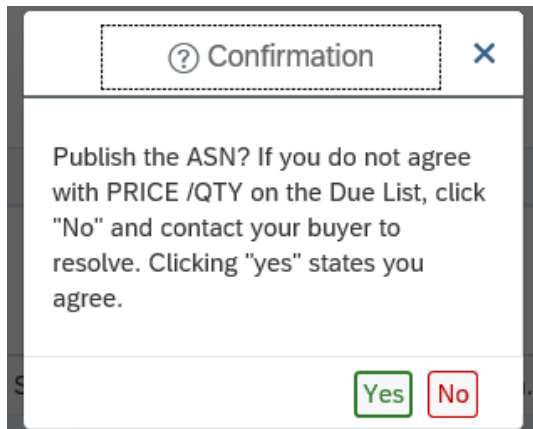 Confirmation
Publish the ASN? If you do not agree
with PRICE /QTY on the Due List, click
"No" and contact your buyer to
resolve. Clicking "yes" states you
agree.
Yes No